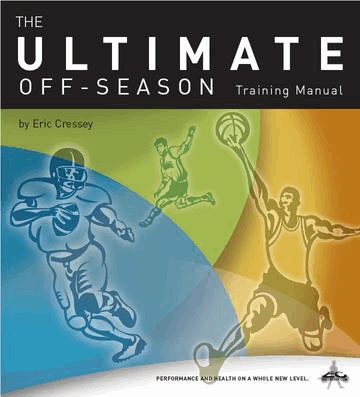 THE
ULTIMATE
OFF-SEASON Training Manual
by Eric Cressey
PERFORMANCE AND HEALTH ON A WHOLE NEW LEVEL.